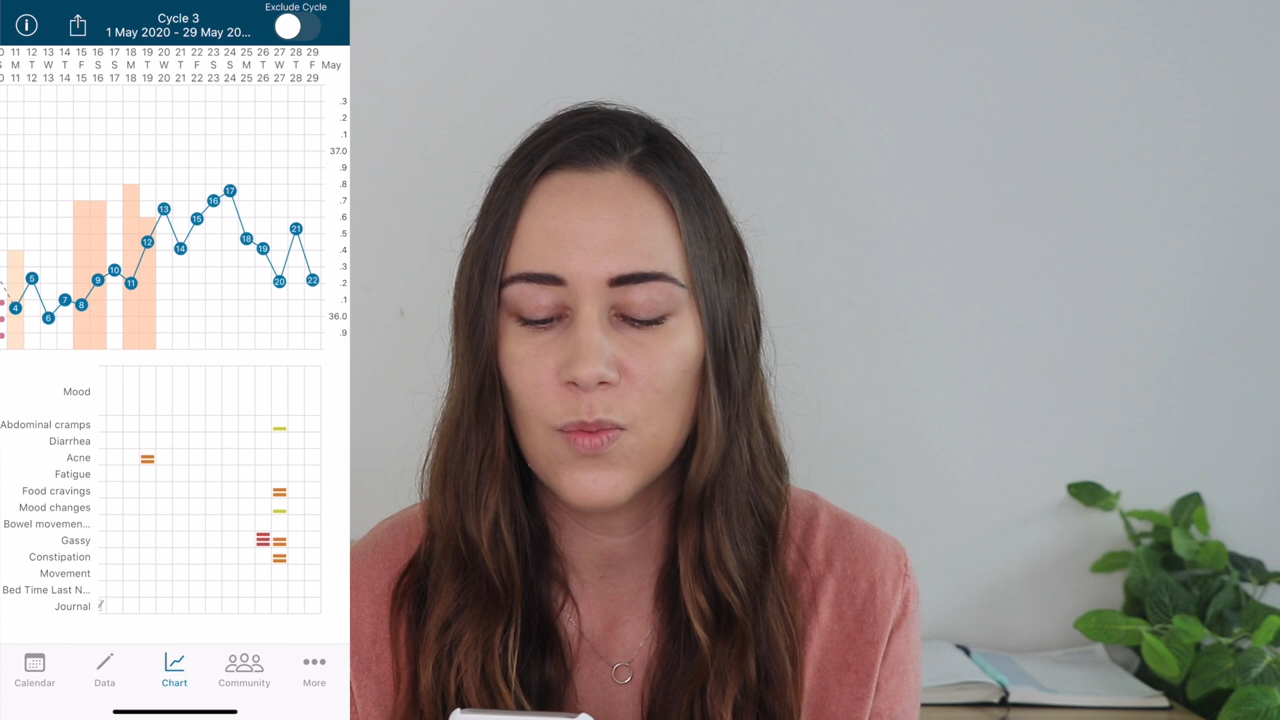 Exclude Cycle
Cycle 3
1 May 2020 - 29 May 20...
0 11 12 13 14 15 16 17 18 19 20 21 22 23 24 25 26 27 28 29
S M T W T F S S M T W T F S S M T W T F May
0 11 12 13 14 15 16 17 18 19 20 21 22 23 24 25 26 27 28 29
.3
.2
.1
37.0
.9
.8
.7
.6
.5
.4
.3
.2
.1
36.0
.9
4 5 6 7 8 9 10 11 12 13 14 15 16 17 18 19 20 21 22
Mood
Abdominal cramps
Diarrhea
Acne
Fatigue
Food cravings
Mood changes
Bowel movemen...
Gassy
Constipation
Movement
Bed Time Last N...
Journal
Calendar Data Chart Community More